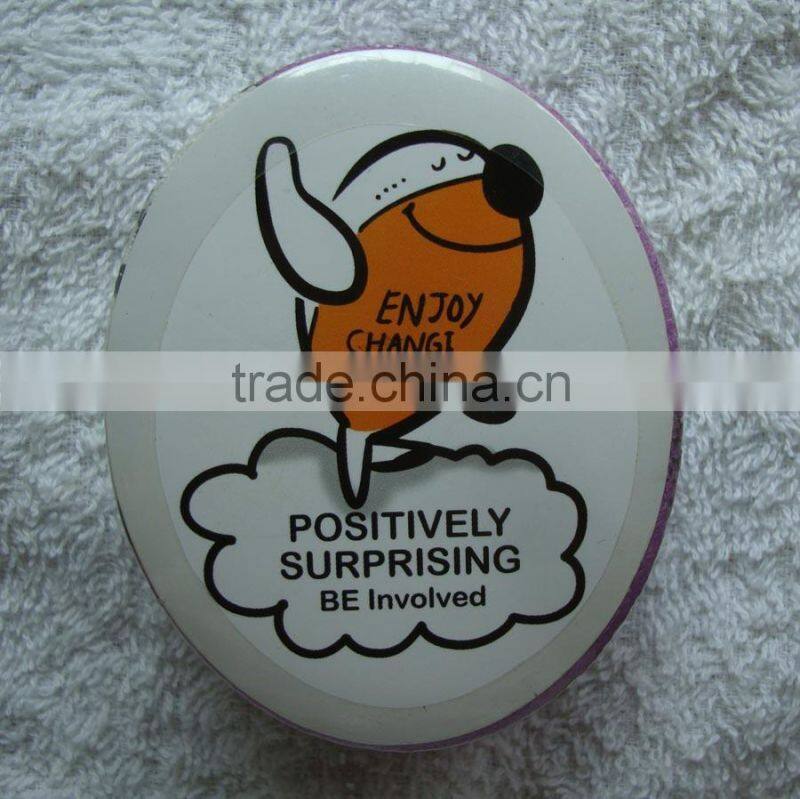 ENJOY
CHANGI
trade.china.cn
POSITIVELY
SURPRISING
BE Involved